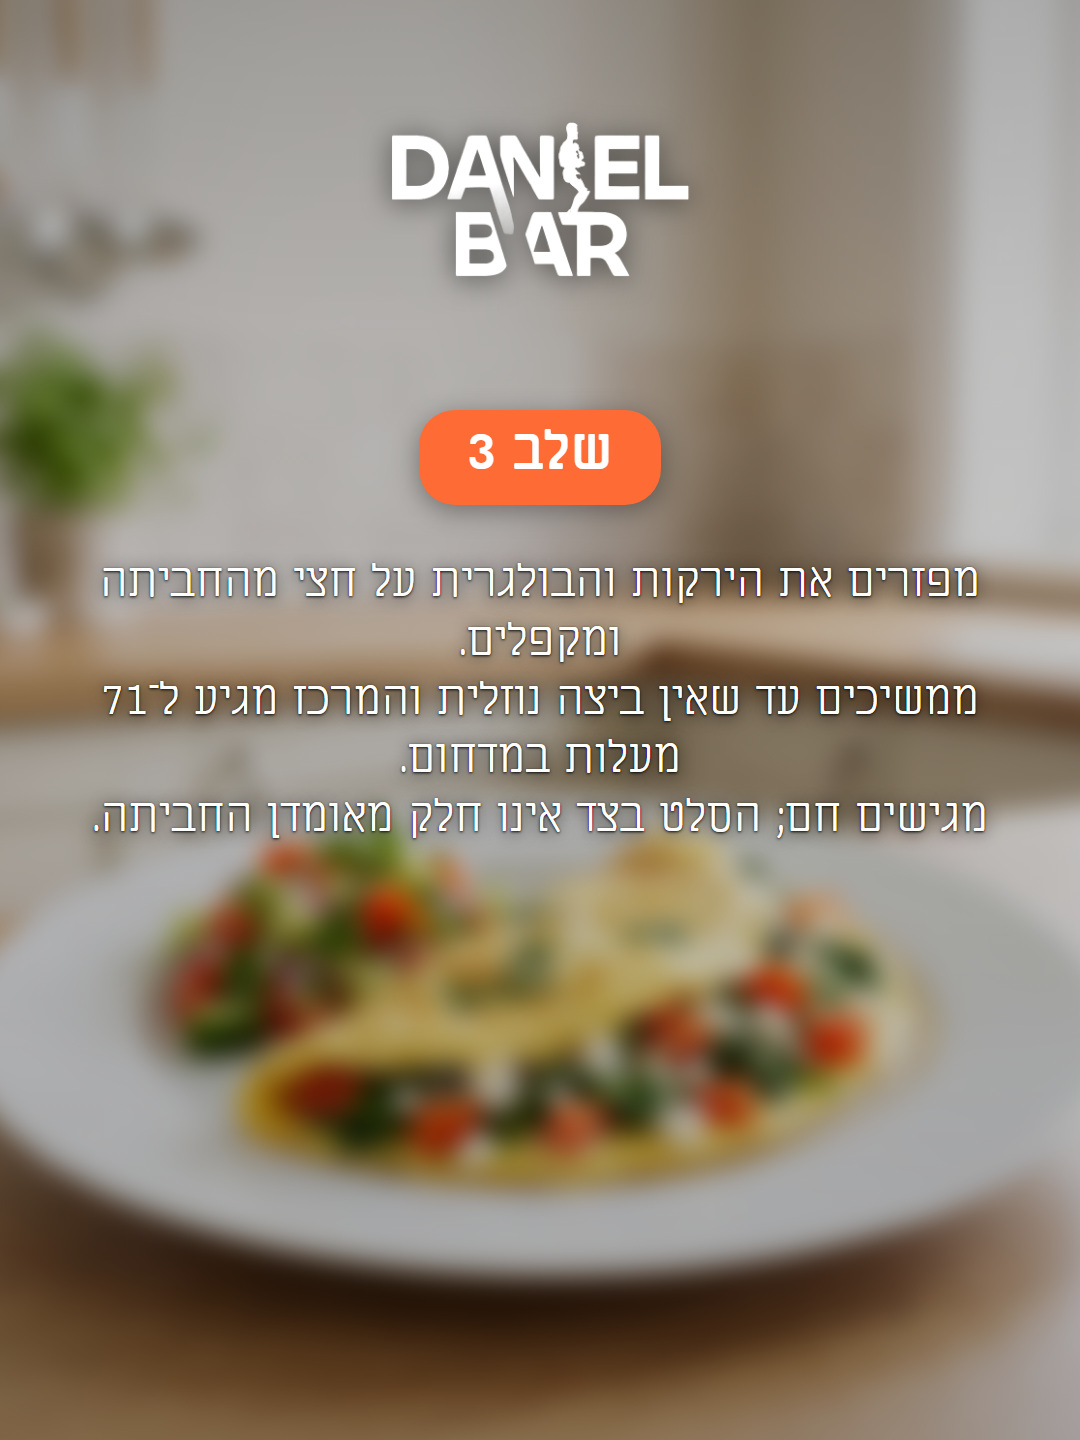 DANIEL
BAR
שלב 3
מפזרים את הירקות והבולגרית על חצי מהחביתה
ומקפלים.
ממשיכים עד שאין ביצה נוזלית והמרכז מגיע ל־71
מעלות במדחום.
מגישים חם; הסלט בצד אינו חלק מאומדן החביתה.